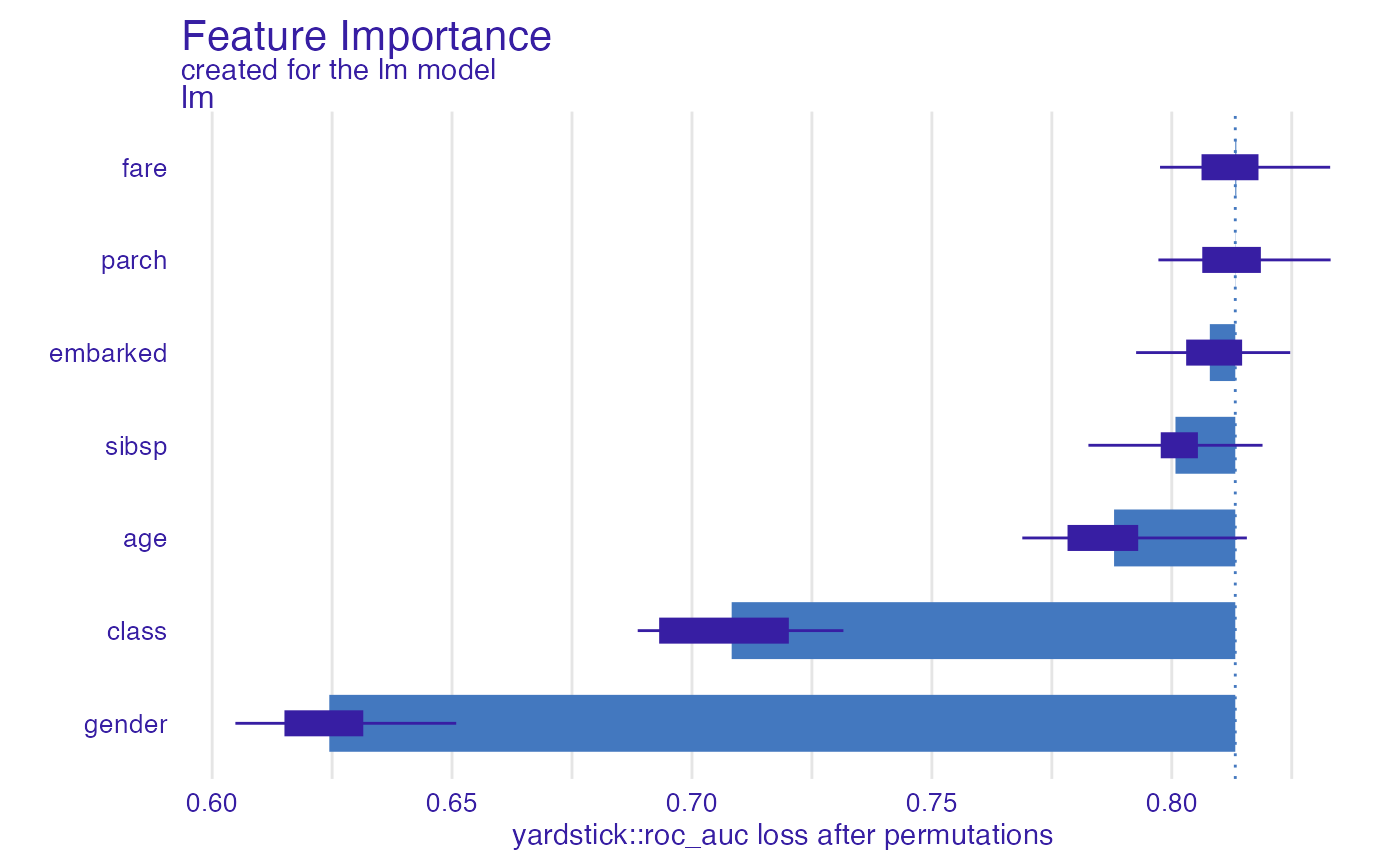 Feature Importance
created for the lm model
lm
fare
parch
embarked
sibsp
age
class
gender
0.60 0.65 0.70 0.75 0.80
yardstick::roc_auc loss after permutations